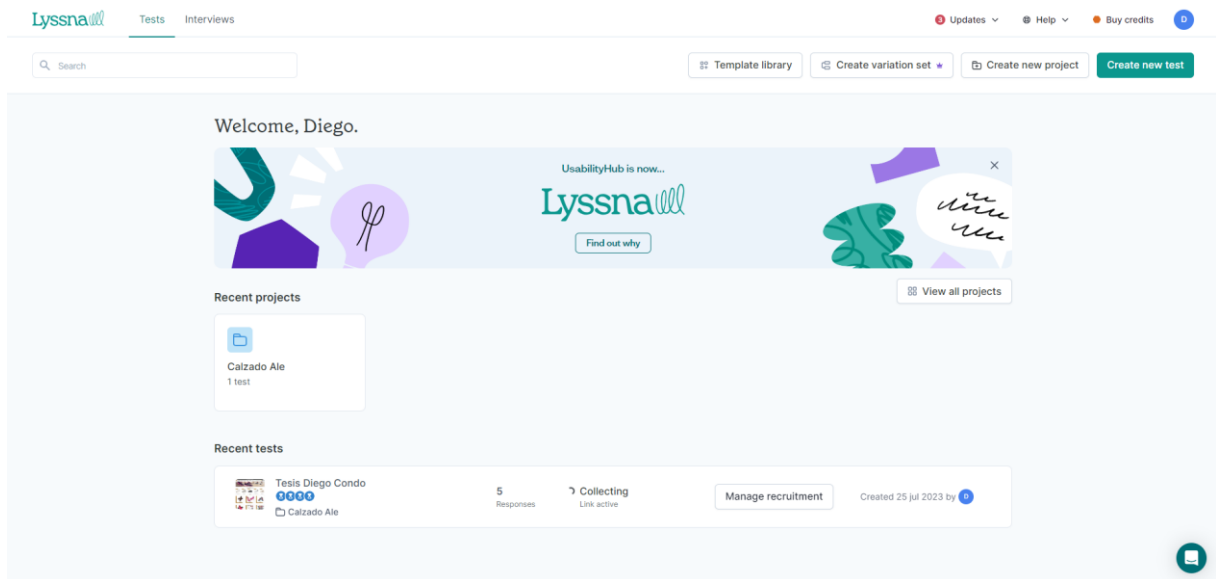 Lyssna Tests Interviews 3 Updates Help Buy credits D
Search Template library Create variation set Create new project Create new test
Welcome, Diego.
UsabilityHub is now...
Lyssna
Find out why
Recent projects View all projects
Calzado Ale
1 test
Recent tests
Tesis Diego Condo
Calzado Ale
5
Responses
Collecting
Link active
Manage recruitment
Created 25 jul 2023 by D